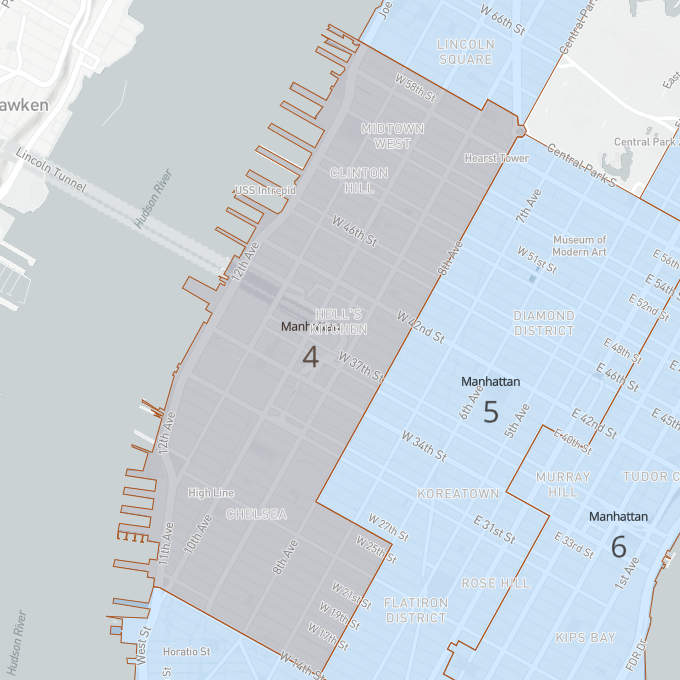 Joe
W 66th St
Central Park
LINCOLN
SQUARE
W 58th St
East
awken
MIDTOWN
WEST
Hearst Tower
Central Park
Central Park S
Lincoln Tunnel
Hudson River
CLINTON
HILL
USS Intrepid
7th Ave
W 46th St
12th Ave
8th Ave
Museum of
Modern Art
W 51st St
E 56th St
E 54th St
E 52nd St
HELL'S
KITCHEN
Manhattan
4
W 42nd St
DIAMOND
DISTRICT
E 48th St
W 37th St
E 46th St
Manhattan
5
6th Ave
5th Ave
E 45th
E 42nd St
12th Ave
W 34th St
E 40th St
High Line
KOREATOWN
MURRAY
HILL
TUDOR C
CHELSEA
10th Ave
11th Ave
8th Ave
W 27th St
W 25th St
E 31st St
Manhattan
6
E 33rd St
1st Ave
W 21st St
W 19th St
W 17th St
ROSE HILL
FLATIRON
DISTRICT
Hudson River
West St
Horatio St
W 14th St
St
KIPS BAY
FDR Dr